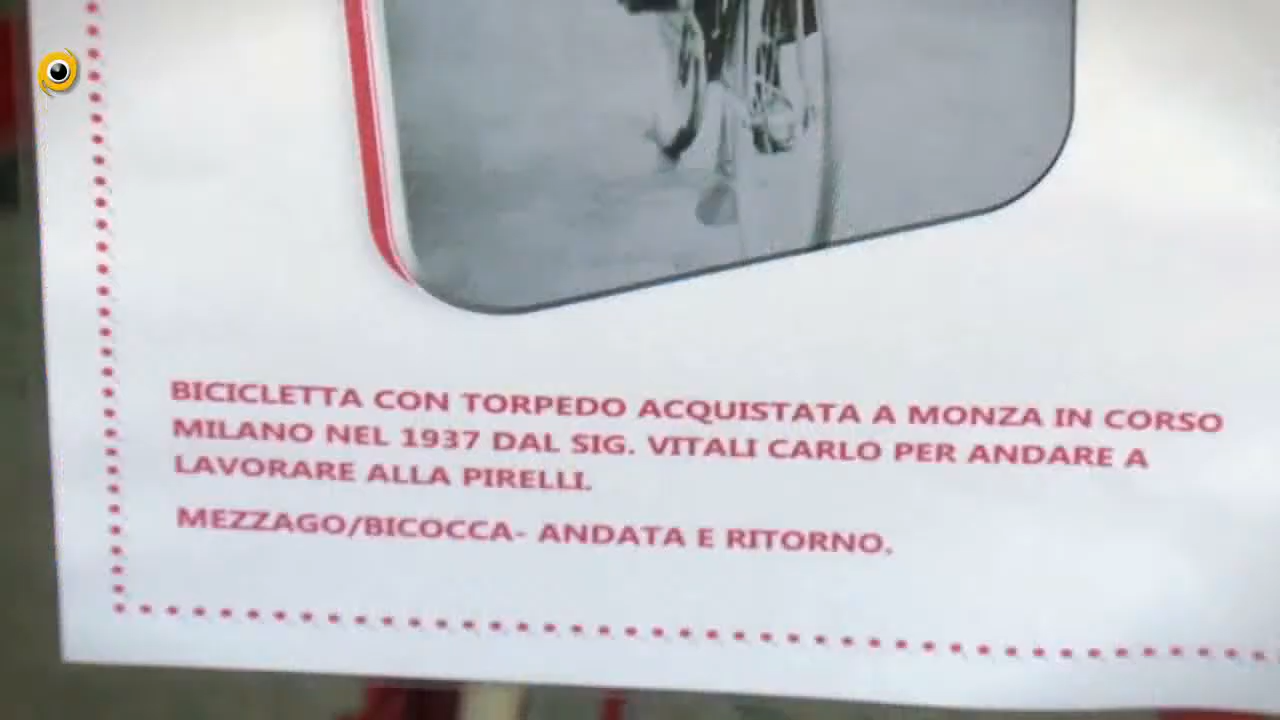 BICICLETTA CON TORPEDO ACQUISTATA A MONZA IN CORSO
MILANO NEL 1937 DAL SIG. VITALI CARLO PER ANDARE A
LAVORARE ALLA PIRELLI.
MEZZAGO/BICOCCA- ANDATA E RITORNO.